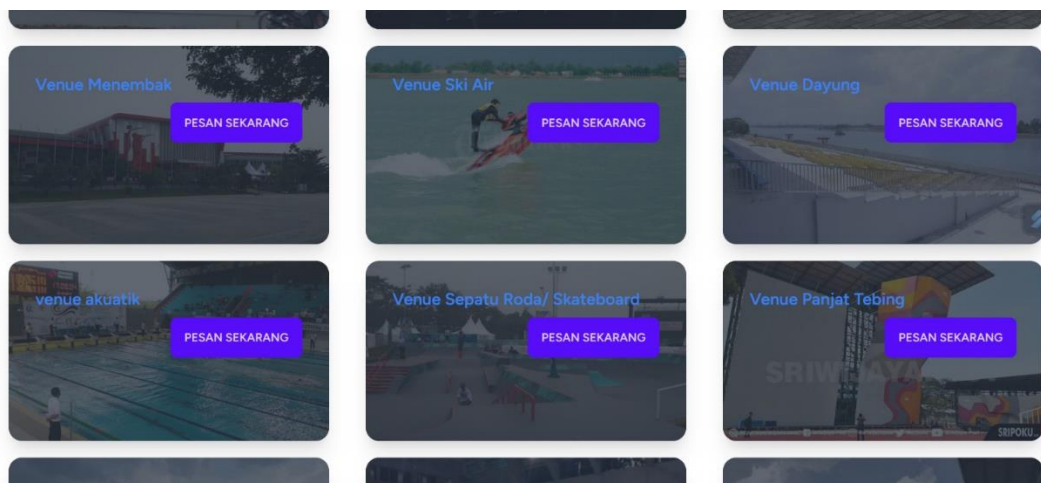 Venue Menembak
PESAN SEKARANG
Venue Ski Air
PESAN SEKARANG
Venue Dayung
PESAN SEKARANG
venue akuatik
PESAN SEKARANG
Venue Sepatu Roda/ Skateboard
PESAN SEKARANG
Venue Panjat Tebing
PESAN SEKARANG
SRIPOKU